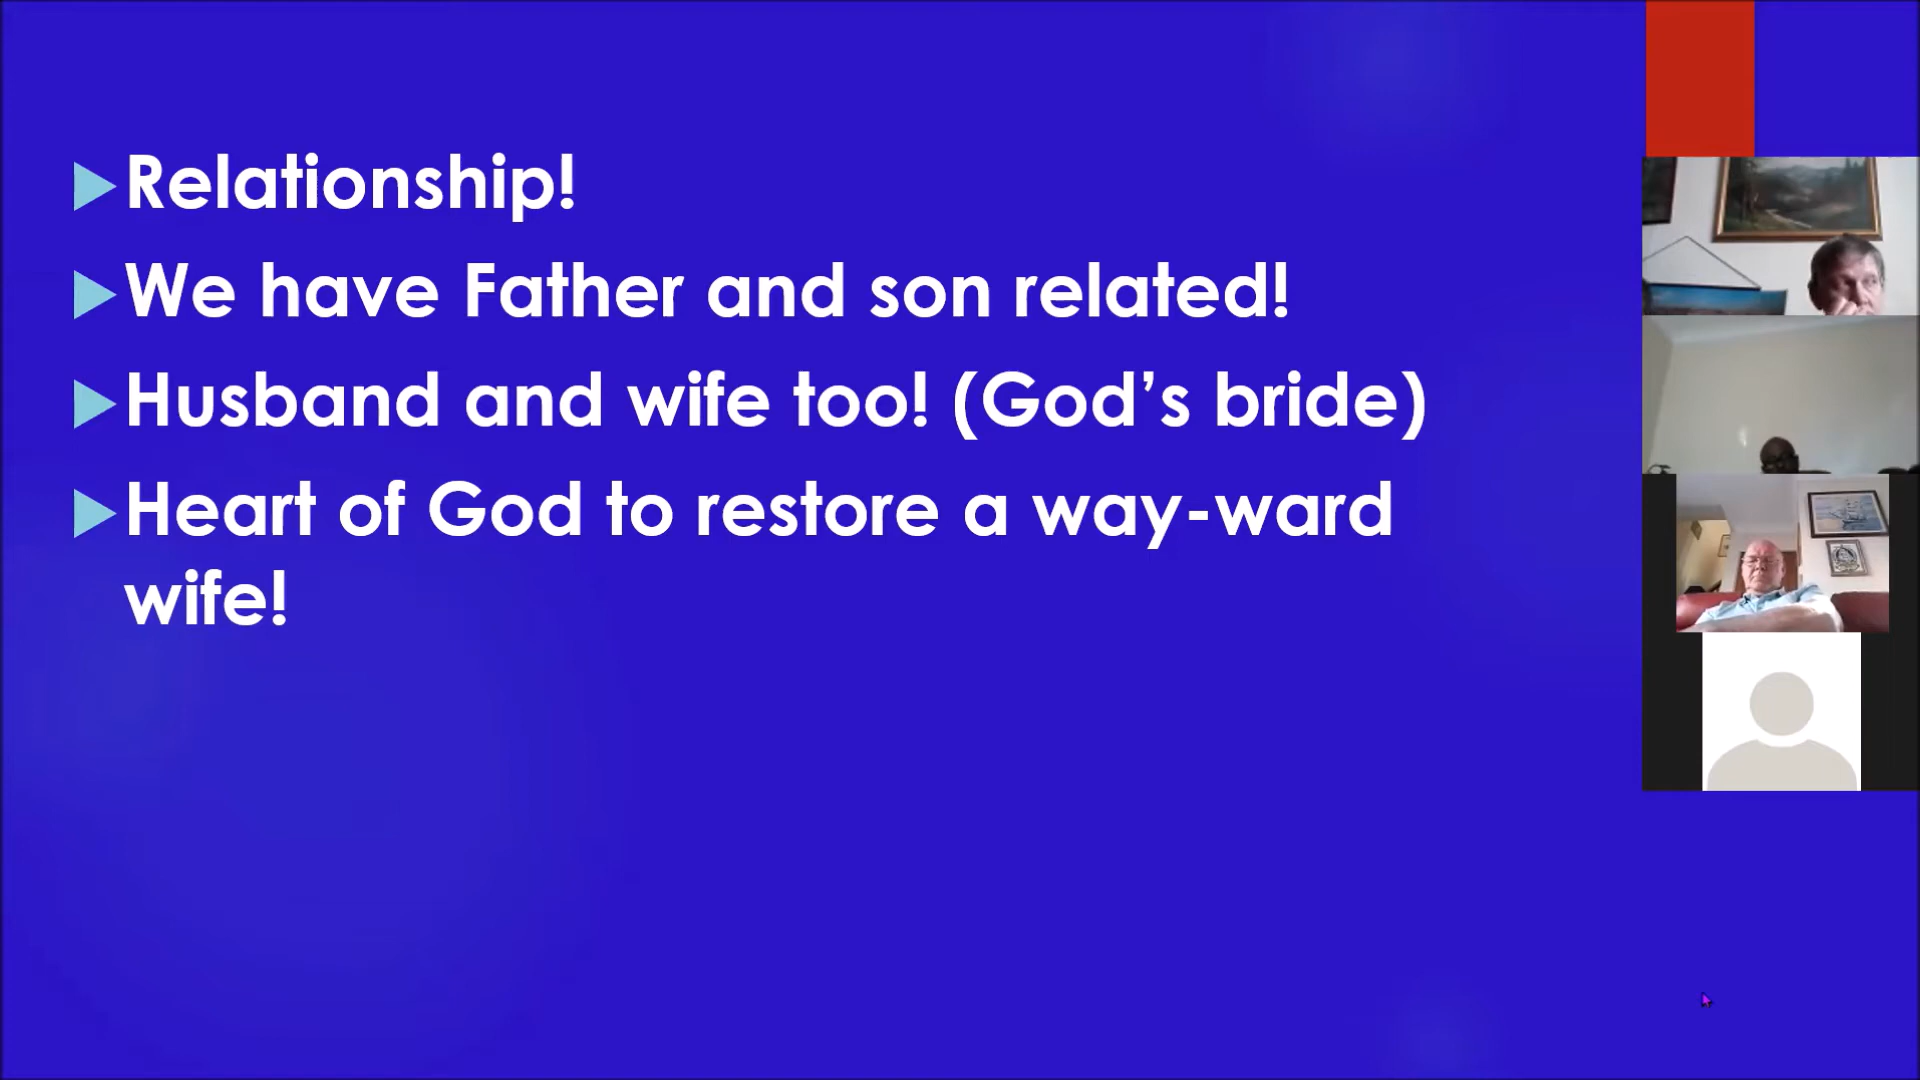 Relationship!
We have Father and son related!
Husband and wife too! (God’s bride)
Heart of God to restore a way-ward
wife!